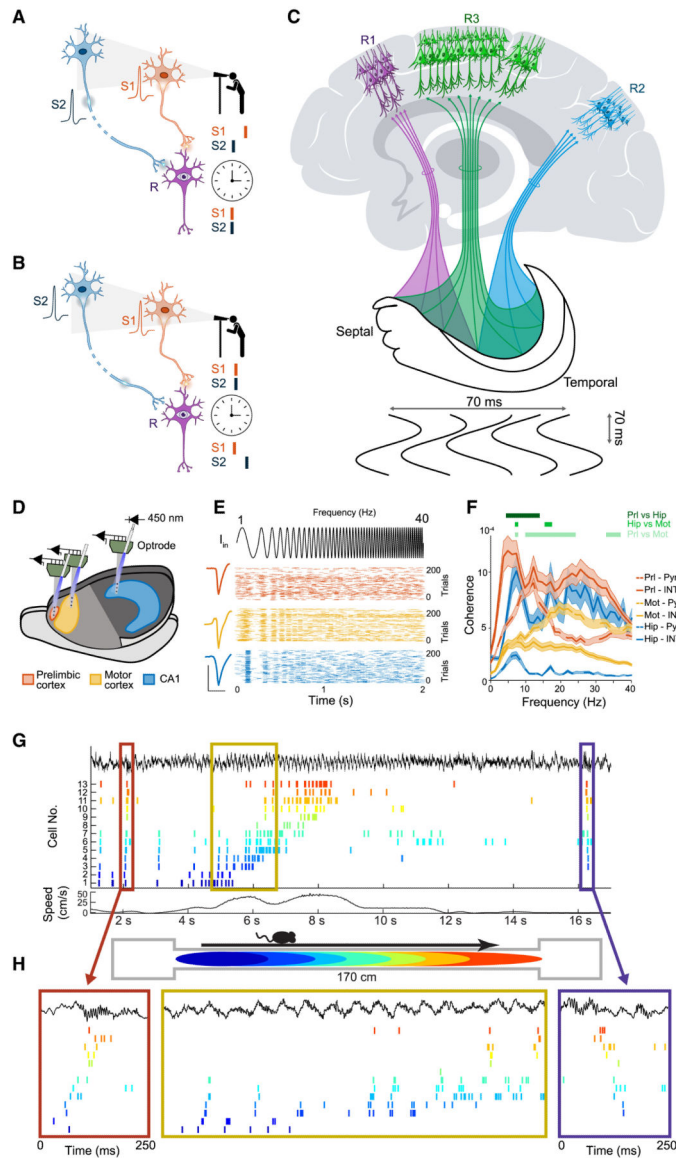 A
S2
S1
S1
S2
R
S1
S2
B
S2
S1
S1
S2
R
S1
S2
C
R1
R3
R2
Septal
Temporal
70 ms
70 ms
D
450 nm
Optrode
Prelimbic cortex
Motor cortex
CA1
E
Frequency (Hz)
1 40
Iin
200
Trials
0
200
Trials
0
200
Trials
0
0 1 2
Time (s)
F
Prl vs Hip
Hip vs Mot
Prl vs Mot
10-4
10
5
0
Coherence
0 10 20 30 40
Frequency (Hz)
Prl - Pyr
Prl - INT
Mot - Py
Mot - IN
Hip - Py
Hip - INT
G
Cell No.
13
12
11
10
9
8
7
6
5
4
3
2
1
Speed (cm/s)
50
25
0
2 s 4 s 6 s 8 s 10 s 12 s 14 s 16 s
170 cm
H
0 250
Time (ms)
0 250
Time (ms)